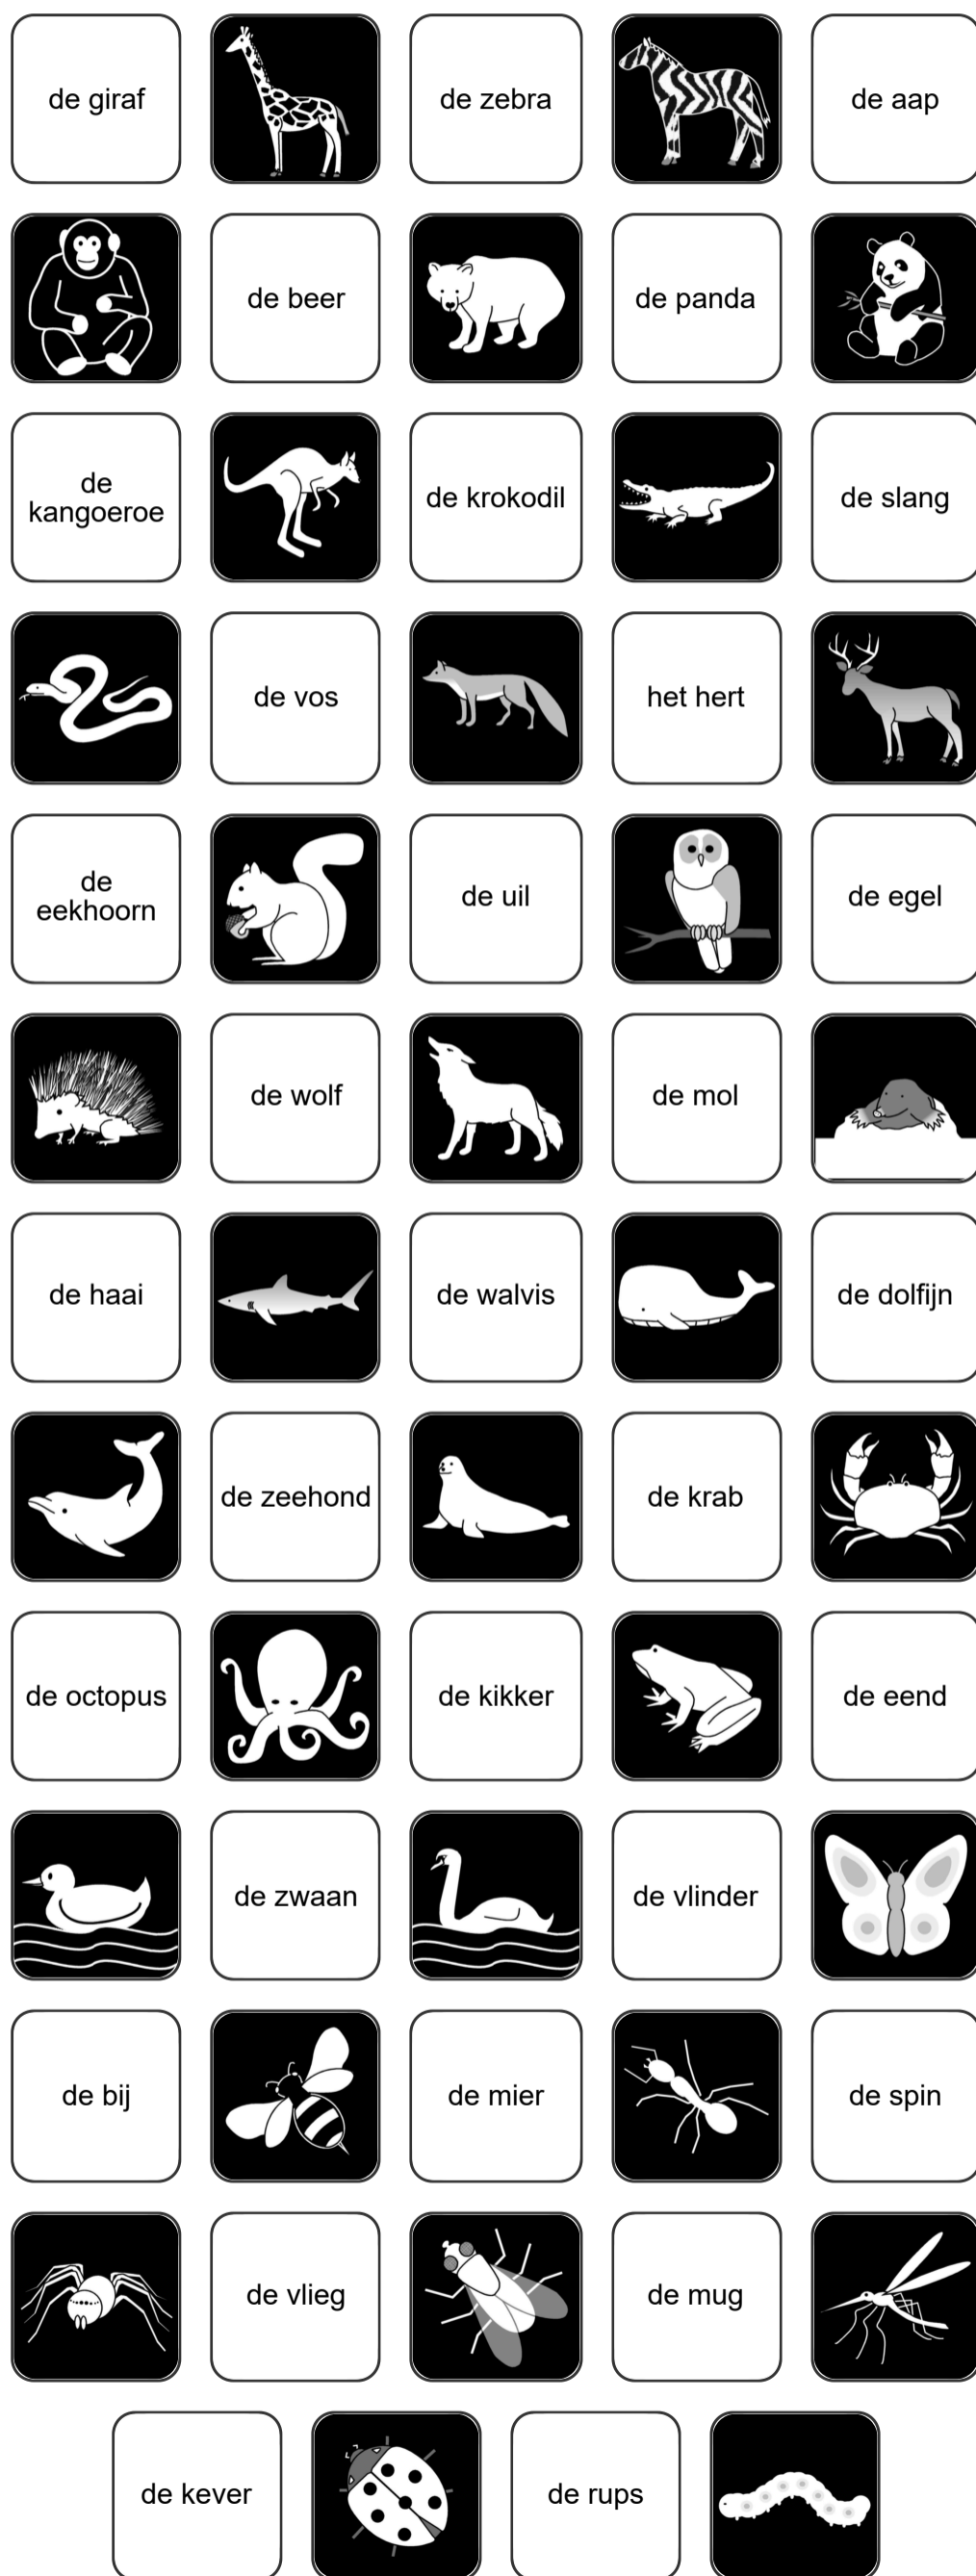 de giraf
de zebra
de aap
de beer
de panda
de
kangoeroe
de krokodil
de slang
de vos
het hert
de
eekhoorn
de uil
de egel
de wolf
de mol
de haai
de walvis
de dolfijn
de zeehond
de krab
de octopus
de kikker
de eend
de zwaan
de vlinder
de bij
de mier
de spin
de vlieg
de mug
de kever
de rups